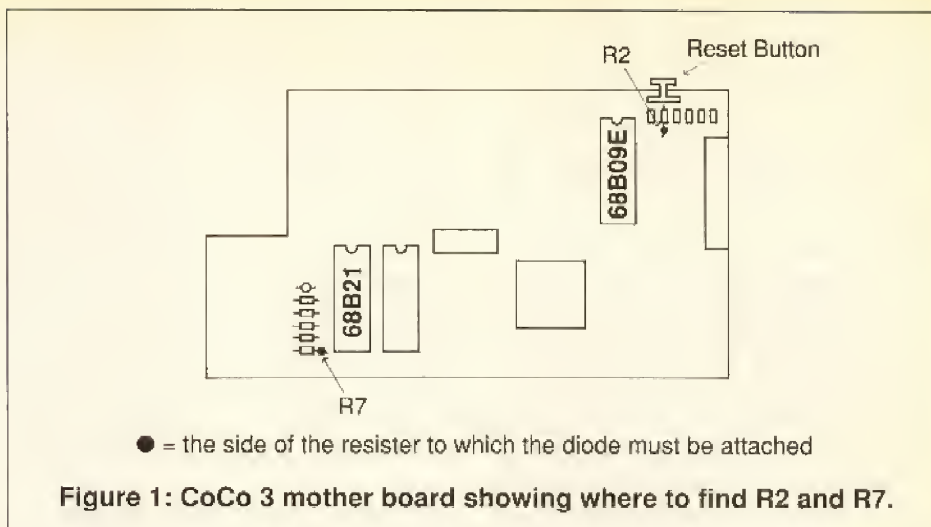 R2
Reset Button
68B09E
68B21
R7
● = the side of the resister to which the diode must be attached
Figure 1: CoCo 3 mother board showing where to find R2 and R7.